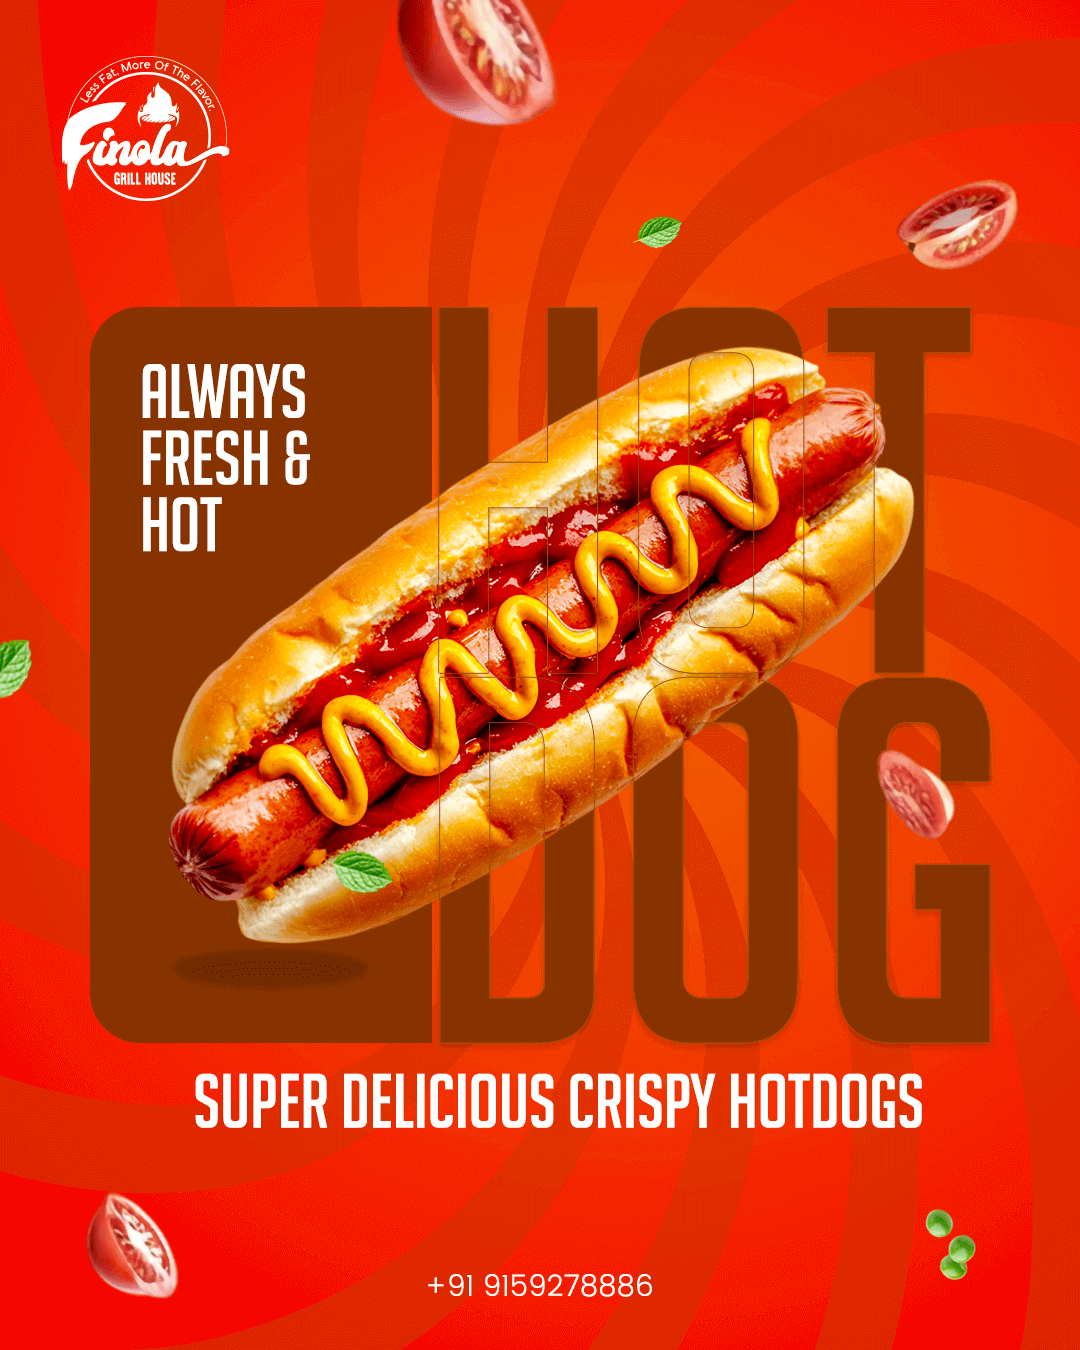 Less Fat, More Of The Flavor.
Finola
GRILL HOUSE
ALWAYS
FRESH &
HOT
HOT
DOG
SUPER DELICIOUS CRISPY HOTDOGS
+91 9159278886